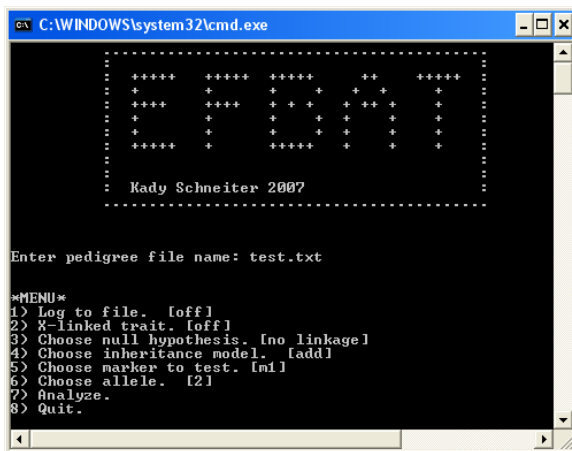 C:\WINDOWS\system32\cmd.exe
EFBAT
Kady Schneiter 2007
Enter pedigree file name: test.txt
*MENU*
1) Log to file. [off]
2) X-linked trait. [off]
3) Choose null hypothesis. [no linkage]
4) Choose inheritance model. [add]
5) Choose marker to test. [m1]
6) Choose allele. [2]
7) Analyze.
8) Quit.